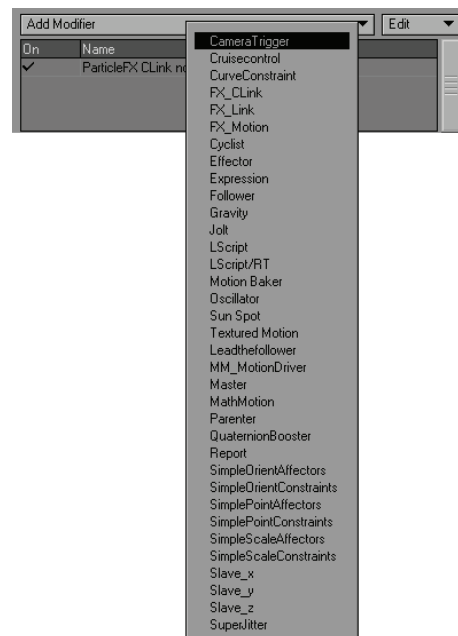 Add Modifier Edit
On Name
ParticleFX CLink
CameraTrigger
Cruisecontrol
CurveConstraint
FX_CLink
FX_Link
FX_Motion
Cyclist
Effector
Expression
Follower
Gravity
Jolt
LScript
LScript/RT
Motion Baker
Oscillator
Sun Spot
Textured Motion
Leadthefollower
MM_MotionDriver
Master
MathMotion
Parenter
QuaternionBooster
Report
SimpleOrientAffectors
SimpleOrientConstraints
SimplePointAffectors
SimplePointConstraints
SimpleScaleAffectors
SimpleScaleConstraints
Slave_x
Slave_y
Slave_z
SuperJitter